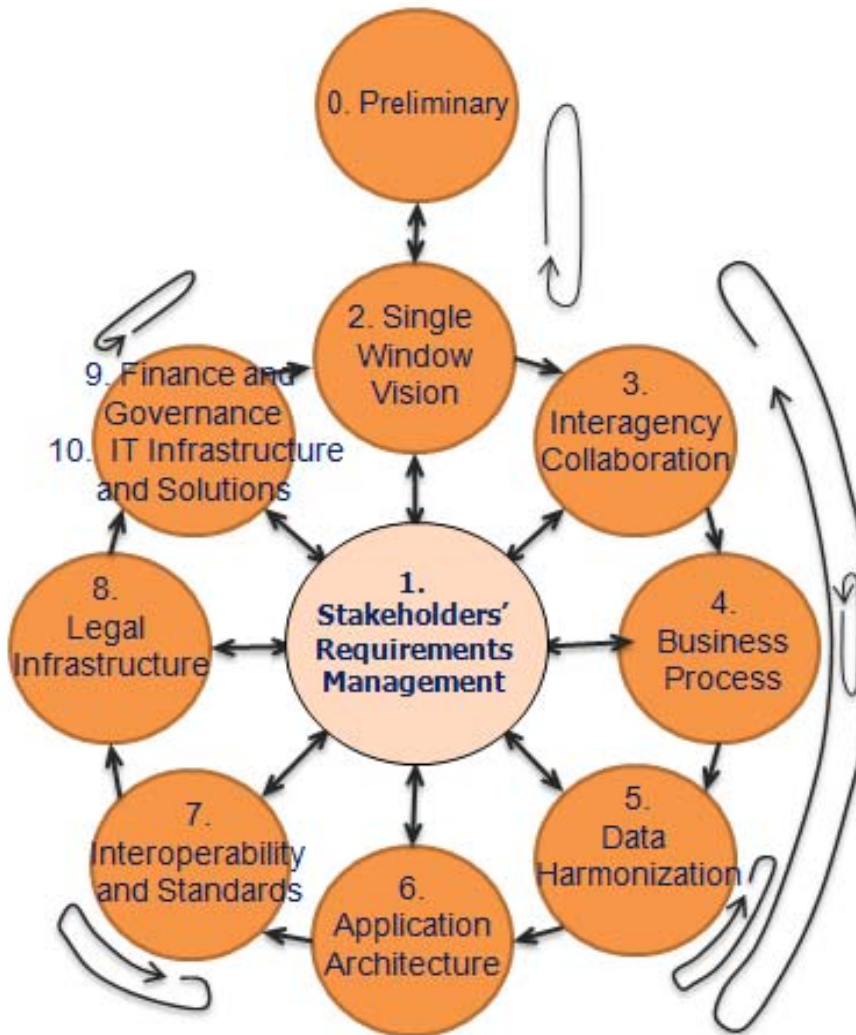 0. Preliminary
2. Single
Window
Vision
3.
Interagency
Collaboration
4.
Business
Process
5.
Data
Harmonization
6.
Application
Architecture
7.
Interoperability
and Standards
8.
Legal
Infrastructure
9. Finance and
Governance
10. IT Infrastructure
and Solutions
1.
Stakeholders’
Requirements
Management